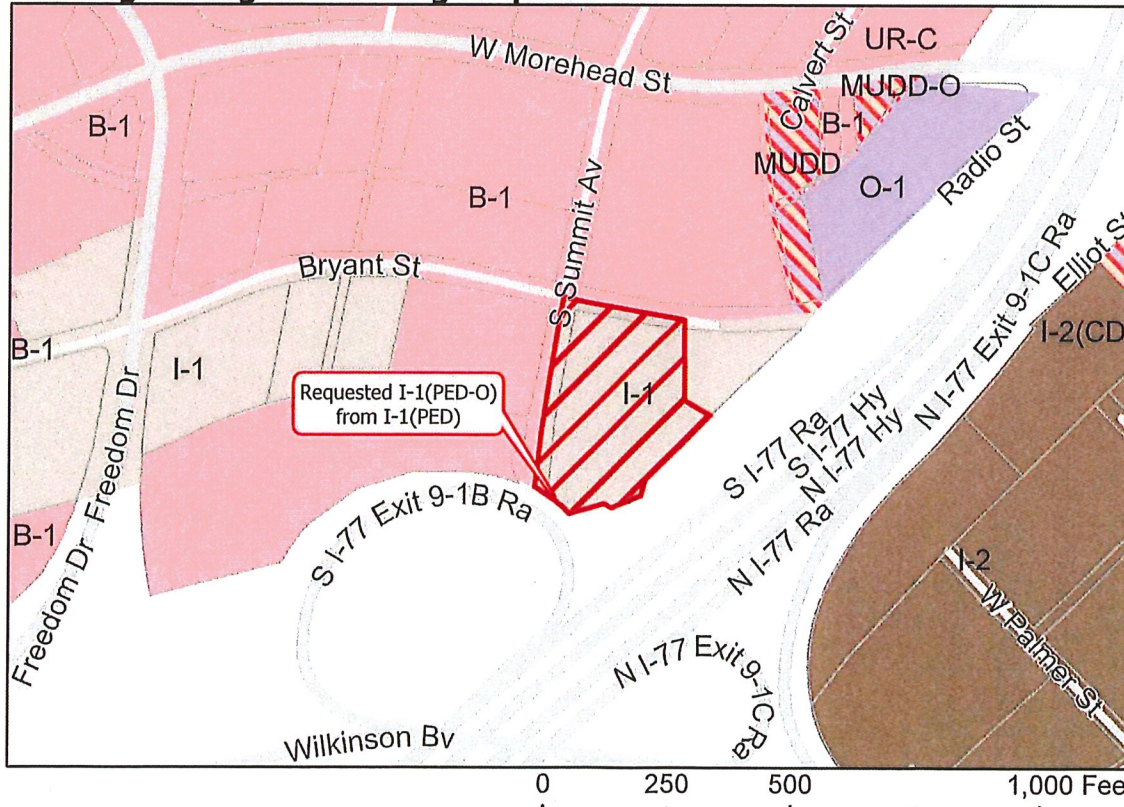 W Morehead St
Calvert St
UR-C
MUDD-O
B-1
B-1
MUDD
B-1
O-1
Radio St
S Summit Av
Bryant St
N I-77 Exit 9-1C Ra
Elliot St
B-1
I-1
I-2(CD
Requested I-1(PED-O)
from I-1(PED)
I-1
Freedom Dr
S I-77 Ra
S I-77 Hy
N I-77 Hy
N I-77 Ra
B-1
S I-77 Exit 9-1B Ra
I-2
W Palmer St
Freedom Dr
N I-77 Exit 9-1C Ra
Wilkinson Bv
0 250 500 1,000 Fee